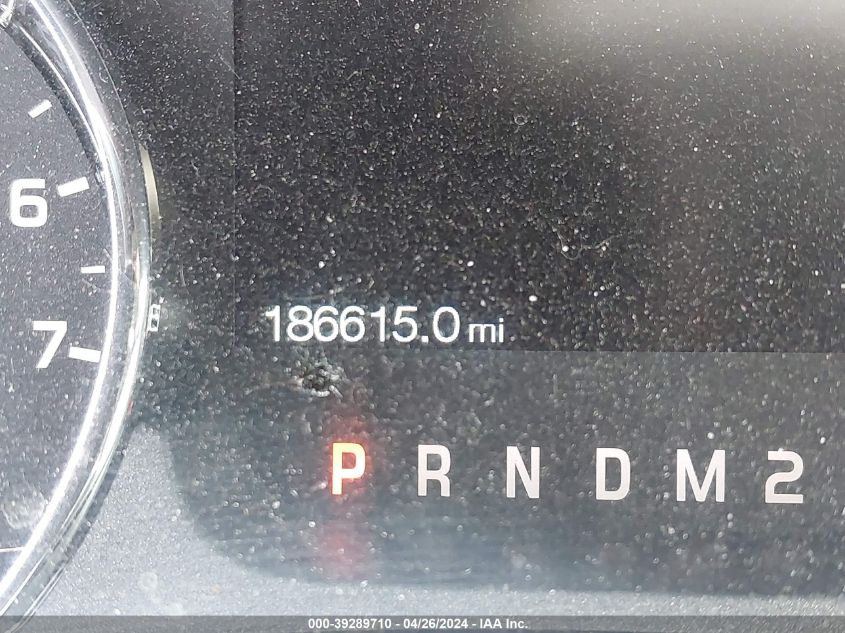 6
7
186615.0 mi
P R N D M 2
000-39289710 - 04/26/2024 - IAA Inc.